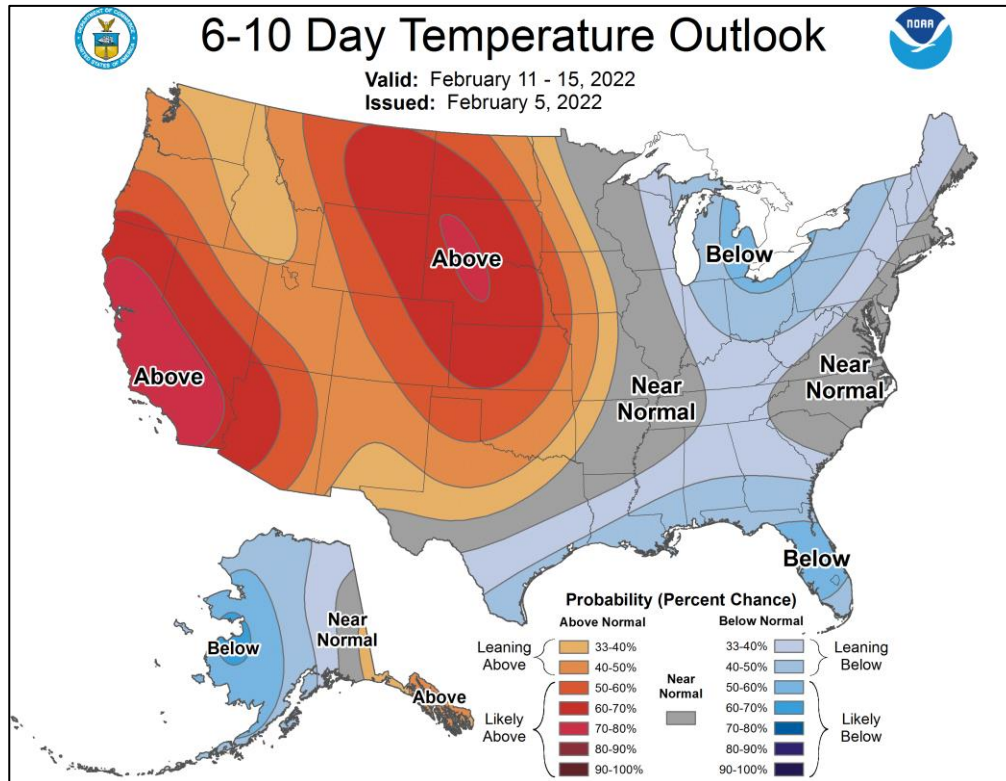 6-10 Day Temperature Outlook
Valid: February 11 - 15, 2022
Issued: February 5, 2022
NOAA
Above
Below
Above
Near
Normal
Near
Normal
Below
Below
Near
Normal
Above
Probability (Percent Chance)
Above Normal
Below Normal
Leaning
Above
33-40%
40-50%
Likely
Above
50-60%
60-70%
70-80%
80-90%
90-100%
Near
Normal
33-40%
40-50%
Leaning
Below
50-60%
60-70%
70-80%
80-90%
90-100%
Likely
Below